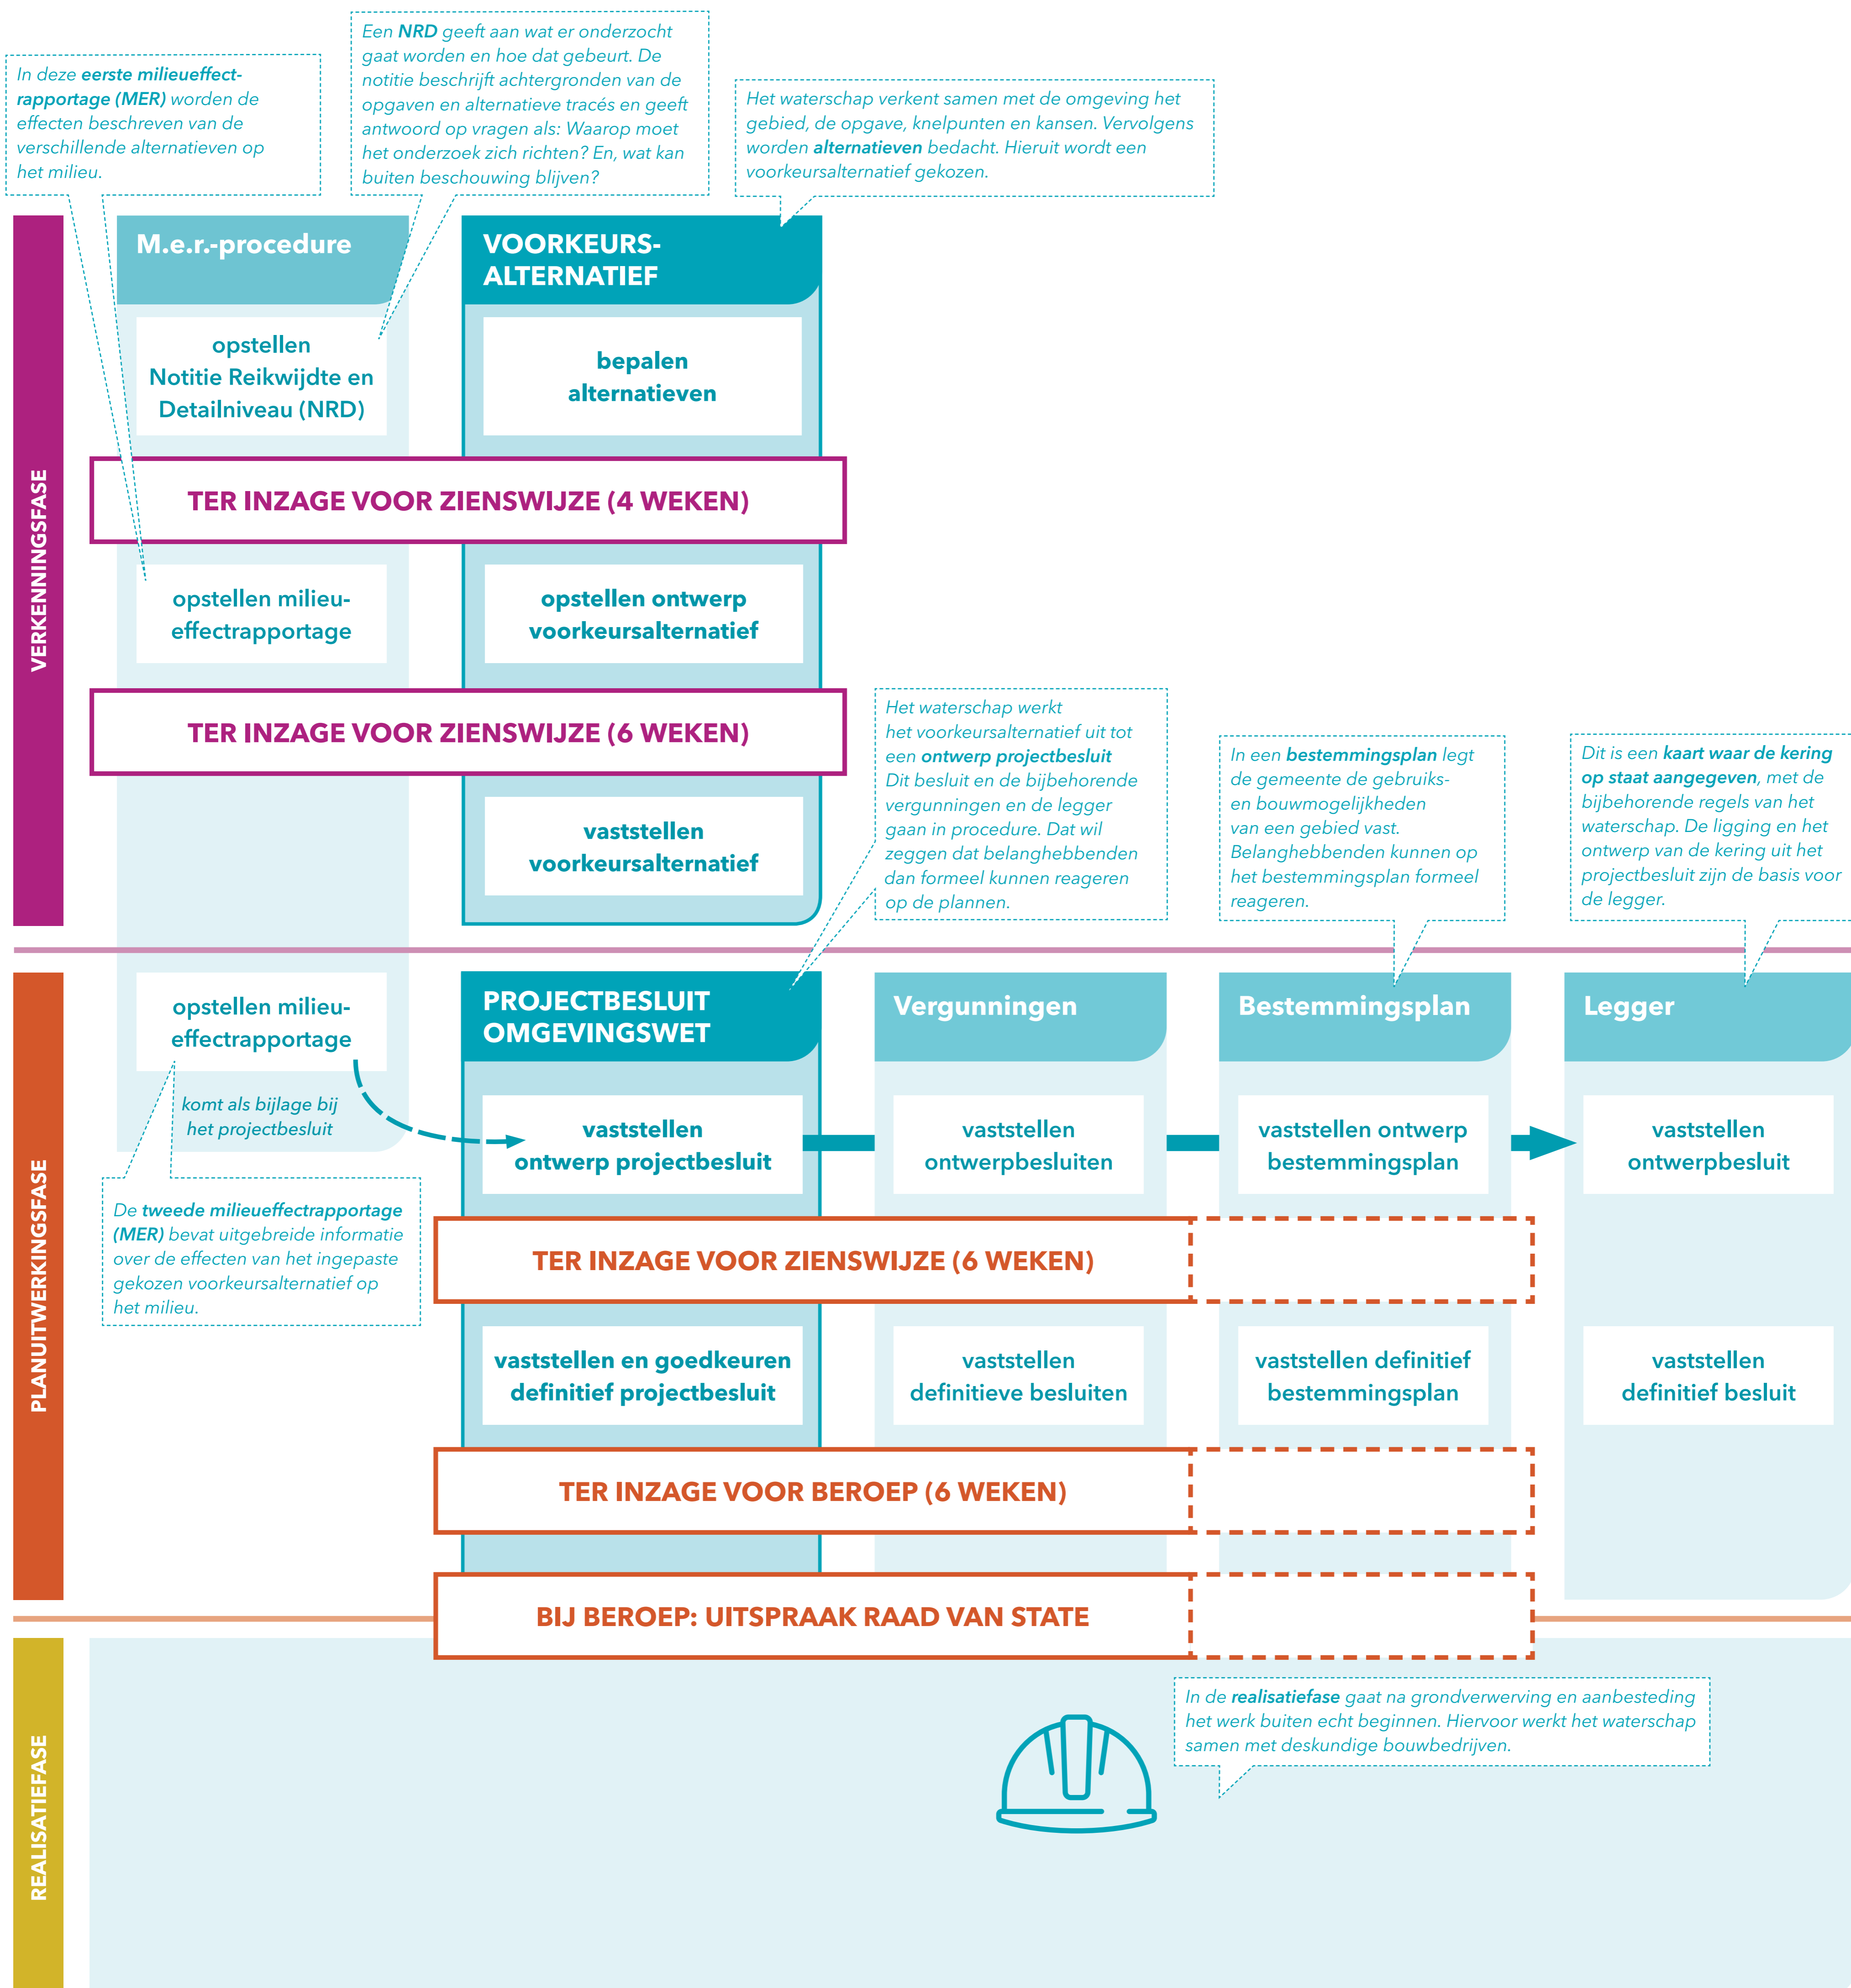 In deze eerste milieueffect-
rapportage (MER) worden de
effecten beschreven van de
verschillende alternatieven op
het milieu.
Een NRD geeft aan wat er onderzocht
gaat worden en hoe dat gebeurt. De
notitie beschrijft achtergronden van de
opgaven en alternatieve tracés en geeft
antwoord op vragen als: Waarop moet
het onderzoek zich richten? En, wat kan
buiten beschouwing blijven?
Het waterschap verkent samen met de omgeving het
gebied, de opgave, knelpunten en kansen. Vervolgens
worden alternatieven bedacht. Hieruit wordt een
voorkeursalternatief gekozen.
VERKENNINGSFASE
M.e.r.-procedure
VOORKEURS-
ALTERNATIEF
opstellen
Notitie Reikwijdte en
Detailniveau (NRD)
bepalen
alternatieven
TER INZAGE VOOR ZIENSWIJZE (4 WEKEN)
opstellen milieu-
effectrapportage
opstellen ontwerp
voorkeursalternatief
TER INZAGE VOOR ZIENSWIJZE (6 WEKEN)
vaststellen
voorkeursalternatief
Het waterschap werkt
het voorkeursalternatief uit tot
een ontwerp projectbesluit
Dit besluit en de bijbehorende
vergunningen en de legger
gaan in procedure. Dat wil
zeggen dat belanghebbenden
dan formeel kunnen reageren
op de plannen.
In een bestemmingsplan legt
de gemeente de gebruiks-
en bouwmogelijkheden
van een gebied vast.
Belanghebbenden kunnen op
het bestemmingsplan formeel
reageren.
Dit is een kaart waar de kering
op staat aangegeven, met de
bijbehorende regels van het
waterschap. De ligging en het
ontwerp van de kering uit het
projectbesluit zijn de basis voor
de legger.
PLANUITWERKINGSFASE
opstellen milieu-
effectrapportage
komt als bijlage bij
het projectbesluit
De tweede milieueffectrapportage
(MER) bevat uitgebreide informatie
over de effecten van het ingepaste
gekozen voorkeursalternatief op
het milieu.
PROJECTBESLUIT
OMGEVINGSWET
Vergunningen
Bestemmingsplan
Legger
vaststellen
ontwerp projectbesluit
vaststellen
ontwerpbesluiten
vaststellen ontwerp
bestemmingsplan
vaststellen
ontwerpbesluit
TER INZAGE VOOR ZIENSWIJZE (6 WEKEN)
vaststellen en goedkeuren
definitief projectbesluit
vaststellen
definitieve besluiten
vaststellen definitief
bestemmingsplan
vaststellen
definitief besluit
TER INZAGE VOOR BEROEP (6 WEKEN)
BIJ BEROEP: UITSPRAAK RAAD VAN STATE
REALISATIEFASE
In de realisatiefase gaat na grondverwerving en aanbesteding
het werk buiten echt beginnen. Hiervoor werkt het waterschap
samen met deskundige bouwbedrijven.